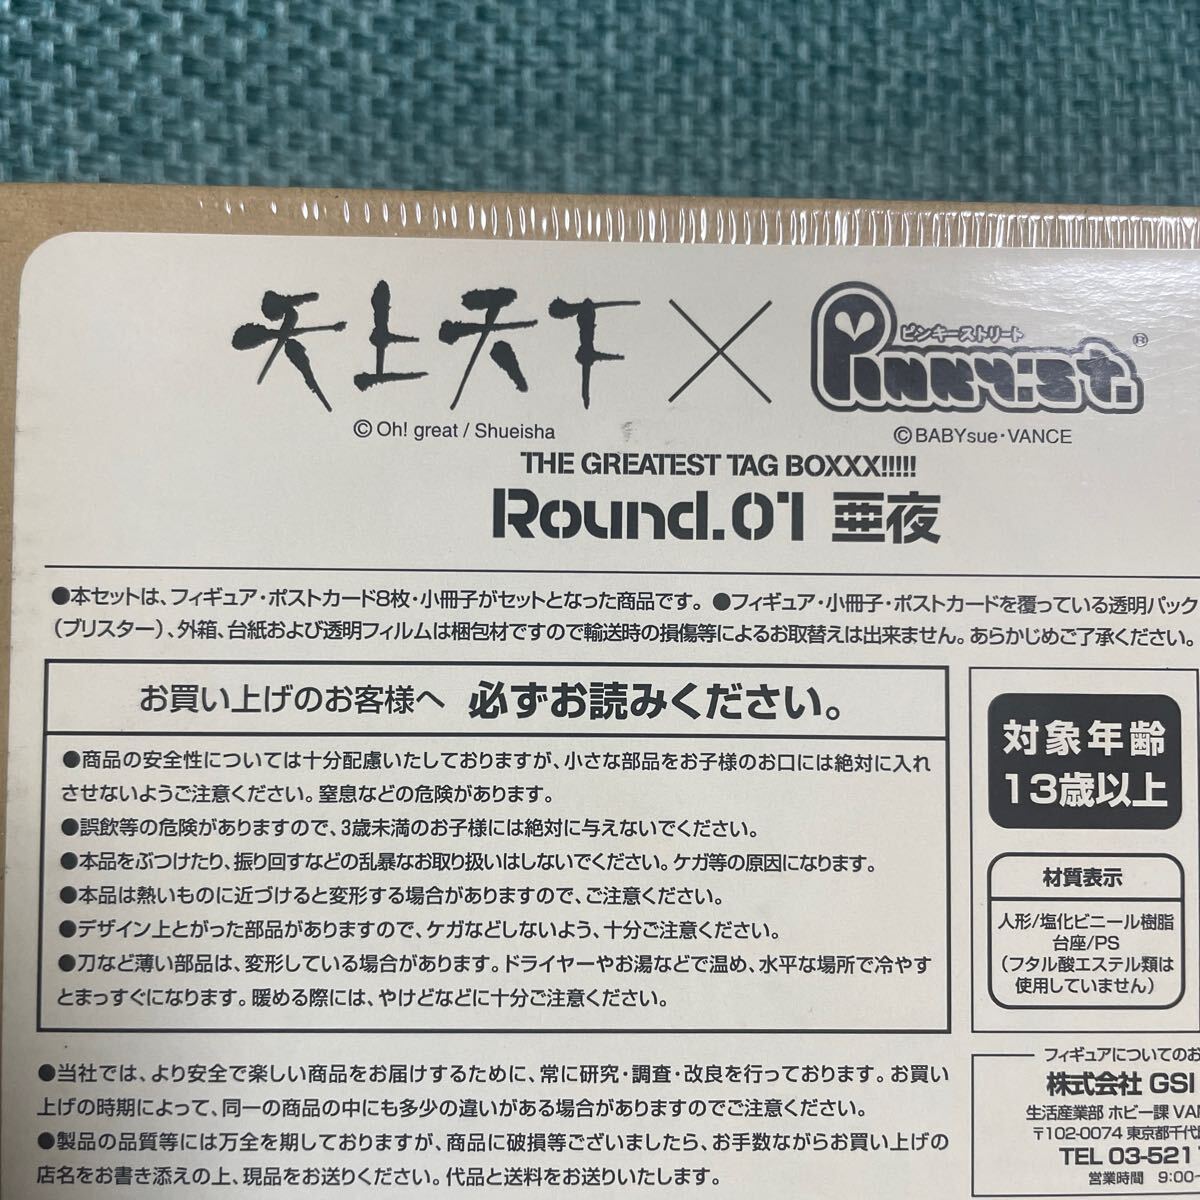 天上天下×Pinky:st.®
ピンキーストリート
©Oh! great / Shueisha
©BABYsue・VANCE
THE GREATEST TAG BOXXX!!!!!
Round.01 亜夜
●本セットは、フィギュア・ポストカード8枚・小冊子がセットとなった商品です。●フィギュア・小冊子・ポストカードを覆っている透明パック
（ブリスター）、外箱、台紙および透明フィルムは梱包材ですので輸送時の損傷等によるお取替えは出来ません。あらかじめご了承ください。
お買い上げのお客様へ 必ずお読みください。
●商品の安全性については十分配慮いたしておりますが、小さな部品をお子様のお口には絶対に入れ
させないようご注意ください。窒息などの危険があります。
●誤飲等の危険がありますので、3歳未満のお子様には絶対に与えないでください。
●本品をぶつけたり、振り回すなどの乱暴なお取り扱いはしないでください。ケガ等の原因になります。
●本品は熱いものに近づけると変形する場合がありますので、ご注意ください。
●デザイン上とがった部品がありますので、ケガなどしないよう、十分ご注意ください。
●刀など薄い部品は、変形している場合があります。ドライヤーやお湯などで温め、水平な場所で冷やす
とまっすぐになります。暖める際には、やけどなどに十分ご注意ください。
対象年齢
13歳以上
材質表示
人形/塩化ビニール樹脂
台座/PS
（フタル酸エステル類は
使用していません）
●当社では、より安全で楽しい商品をお届けするために、常に研究・調査・改良を行っております。お買い
上げの時期によって、同一の商品の中にも多少の違いがある場合がありますのでご注意ください。
●製品の品質等には万全を期しておりますが、商品に破損等ございましたら、お手数ながらお買い上げの
店名をお書き添えの上、現品をお送りください。代品と送料をお送りいたします。
フィギュアについてのお
株式会社 GSI
生活産業部 ホビー課 VAN
〒102-0074 東京都千代
TEL 03-521
営業時間 9:00